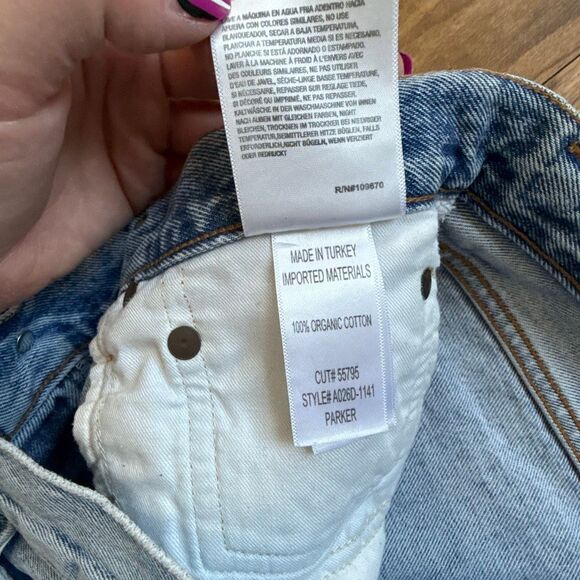 LAVE A MÁQUINA EN AGUA FRIA ADENTRO HACIA
AFUERA CON COLORES SIMILARES, NO USE
BLANQUEADOR, SECAR A BAJA TEMPERATURA,
PLANCHAR A TEMPERATURA MEDIA SI ES NECESARIO,
NO PLANCHE SI ESTÁ ADORNADO O ESTAMPADO.
LAVER À LA MACHINE À FROID À L'ENVERS AVEC
DES COULEURS SIMILAIRES, NE PAS UTILISER
D'EAU DE JAVEL, SÈCHE-LINGE BASSE TEMPÉRATURE,
SI NÉCESSAIRE, REPASSER SUR RÉGLAGE TIÈDE,
SI DÉCORÉ OU IMPRIMÉ, NE PAS REPASSER.
KALTWÄSCHE IN DER WASCHMASCHINE VON INNEN
NACH AUßEN MIT GLEICHEN FARBEN, NICHT
BLEICHEN, TROCKNEN IM TROCKNER BEI NIEDRIGER
TEMPERATUR, BEI MITTLERER HITZE BÜGELN, FALLS
ERFORDERLICH, NICHT BÜGELN, WENN VERZIERT
ODER BEDRUCKT
R/N#109670
MADE IN TURKEY
IMPORTED MATERIALS
100% ORGANIC COTTON
CUT# 55795
STYLE# A026D-1141
PARKER